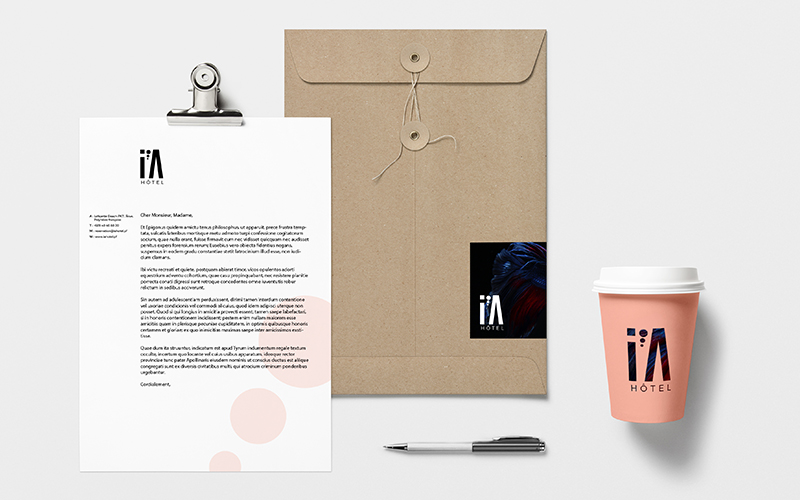 iA
HÔTEL
Cher Monsieur, Madame,
Et Epigonus quidem amictu tenus philosophus, ut apparuit, prece frustra temp-
tata, sulcatis lateribus mortisque metu admoto turpi confessione cogitatorum
socium, quae nulla erant, fuisse firmavit cum nec vidisset quicquam nec audisset
penitus expers forensium rerum; Eusebius vero obiecta fidentius negans,
suspensus in eodem gradu constantiae stetit latrocinium illud esse, non iudi-
cium clamans.
Ibi victu recreati et quiete, postquam abierat timor, vicos opulentos adorti
equestrium adventu cohortium, quae casu propinquabant, nec resistere planitie
porrecta conati digressi sunt retroque concedentes omne iuventutis robur
relictum in sedibus acciverunt.
Sin autem ad adulescentiam perduxissent, dirimi tamen interdum contentione
vel uxoriae condicionis vel commodi alicuius, quod idem adipisci uterque non
posset. Quod si qui longius in amicitia provecti essent, tamen saepe labefactari,
si in honoris contentionem incidissent; pestem enim nullam maiorem esse
amicitiis quam in plerisque pecuniae cupiditatem, in optimis quibusque honoris
certamen et gloriae; ex quo inimicitias maximas saepe inter amicissimos exsti-
tisse.
Quam diu ita struuntur, indicatum est apud Tyrum indumentum regale textum
occulte, incertum quo locante vel cuius usibus apparatum. ideoque rector
provinciae tunc pater Apollinaris eiusdem nominis ut conscius ductus est aliique
congregati sunt ex diversis civitatibus multi, qui atrocium criminum ponderibus
urgebantur.
Cordialement,
iA
HÔTEL
iA
HÔTEL